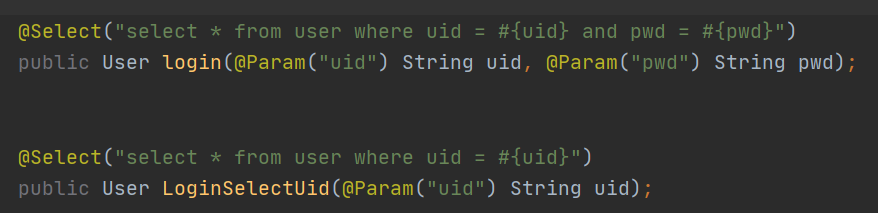 @Select("select * from user where uid = #{uid} and pwd = #{pwd}")
public User login(@Param("uid") String uid, @Param("pwd") String pwd);
@Select("select * from user where uid = #{uid}")
public User LoginSelectUid(@Param("uid") String uid);